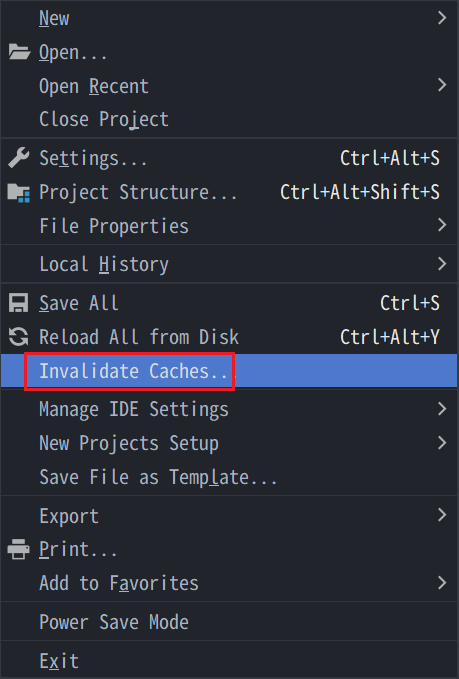 New
Open...
Open Recent
Close Project
Settings... Ctrl+Alt+S
Project Structure... Ctrl+Alt+Shift+S
File Properties
Local History
Save All Ctrl+S
Reload All from Disk Ctrl+Alt+Y
Invalidate Caches...
Manage IDE Settings
New Projects Setup
Save File as Template...
Export
Print...
Add to Favorites
Power Save Mode
Exit